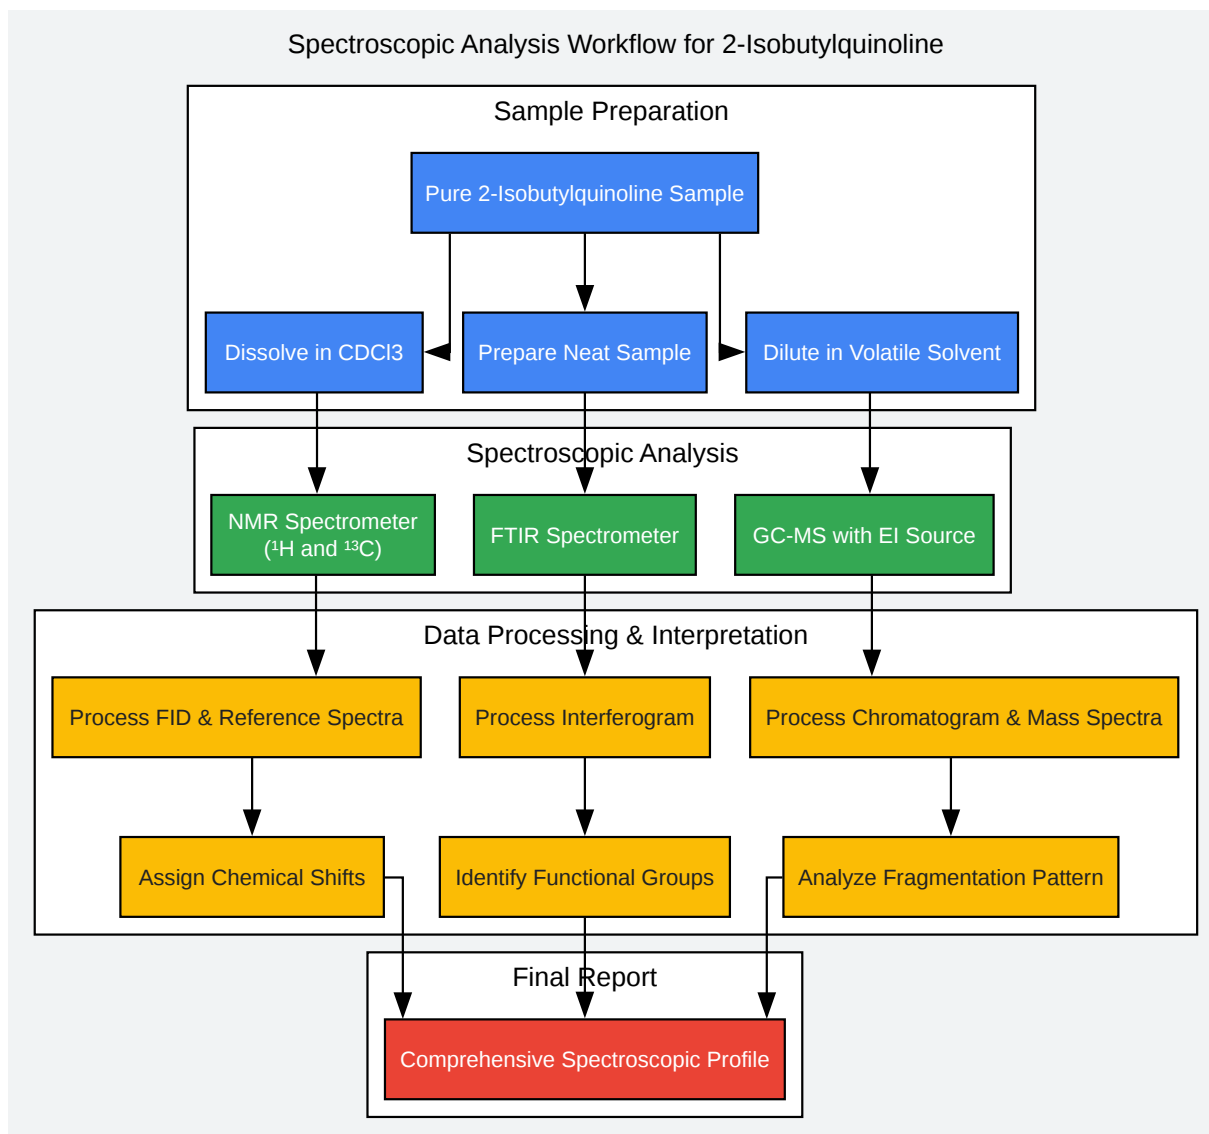 Spectroscopic Analysis Workflow for 2-Isobutylquinoline
Sample Preparation
Pure 2-Isobutylquinoline Sample
Dissolve in CDCl3
Prepare Neat Sample
Dilute in Volatile Solvent
Spectroscopic Analysis
NMR Spectrometer
(¹H and ¹³C)
FTIR Spectrometer
GC-MS with EI Source
Data Processing & Interpretation
Process FID & Reference Spectra
Process Interferogram
Process Chromatogram & Mass Spectra
Assign Chemical Shifts
Identify Functional Groups
Analyze Fragmentation Pattern
Final Report
Comprehensive Spectroscopic Profile